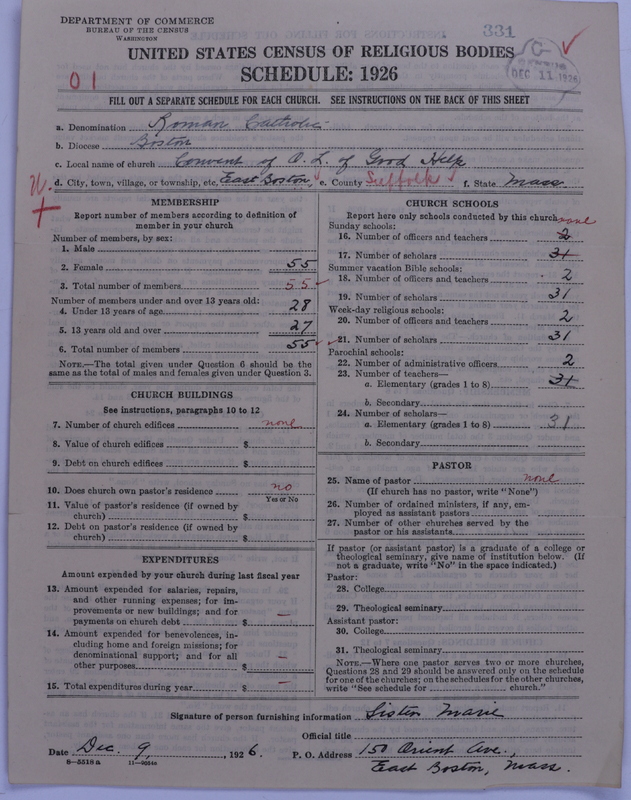 DEPARTMENT OF COMMERCE
BUREAU OF THE CENSUS
WASHINGTON
331
CENSUS
DEC 11 1926
UNITED STATES CENSUS OF RELIGIOUS BODIES
SCHEDULE: 1926
01
FILL OUT A SEPARATE SCHEDULE FOR EACH CHURCH. SEE INSTRUCTIONS ON THE BACK OF THIS SHEET
a. Denomination Roman Catholic
b. Diocese Boston
c. Local name of church Convent of O. L. of Good Help
d. City, town, village, or township, etc. East Boston, e. County Suffolk f. State Mass.
MEMBERSHIP
Report number of members according to definition of
member in your church
Number of members, by sex:
1. Male
2. Female 55
3. Total number of members 55
Number of members under and over 13 years old:
4. Under 13 years of age 28
5. 13 years old and over 27
6. Total number of members 55
NOTE.—The total given under Question 6 should be
same as the total of males and females given under Question 3.
CHURCH BUILDINGS
See instructions, paragraphs 10 to 12
7. Number of church edifices none
8. Value of church edifices $
9. Debt on church edifices $
10. Does church own pastor's residence no
Yes or No
11. Value of pastor's residence (if owned by
church) $
12. Debt on pastor's residence (if owned by
church) $
EXPENDITURES
Amount expended by your church during last fiscal year
13. Amount expended for salaries, repairs,
and other running expenses; for im-
provements or new buildings; and for
payments on church debt $ —
14. Amount expended for benevolences, in-
cluding home and foreign missions; for
denominational support; and for all
other purposes $ —
15. Total expenditures during year $ —
CHURCH SCHOOLS
Report here only schools conducted by this church none
Sunday schools:
16. Number of officers and teachers 2
17. Number of scholars 31
Summer vacation Bible schools:
18. Number of officers and teachers 2
19. Number of scholars 31
Week-day religious schools:
20. Number of officers and teachers 2
21. Number of scholars 31
Parochial schools:
22. Number of administrative officers 2
23. Number of teachers—
a. Elementary (grades 1 to 8) 31
b. Secondary
24. Number of scholars—
a. Elementary (grades 1 to 8) 31
b. Secondary
PASTOR
25. Name of pastor none
(If church has no pastor, write "None")
26. Number of ordained ministers, if any, em-
ployed as assistant pastors
27. Number of other churches served by the
pastor or his assistants
If pastor (or assistant pastor) is a graduate of a college or
theological seminary, give name of institution below. (If
not a graduate, write "No" in the space indicated.)
Pastor:
28. College
29. Theological seminary
Assistant pastor:
30. College
31. Theological seminary
NOTE.—Where one pastor serves two or more churches,
Questions 28 and 29 should be answered only on the schedule
for one of the churches; on the schedules for the other churches,
write "See schedule for church."
Signature of person furnishing information Sister Marie
Official title
Date Dec. 9, 1926. P. O. Address 150 Orient Ave.,
8—5518 a
East Boston, Mass.